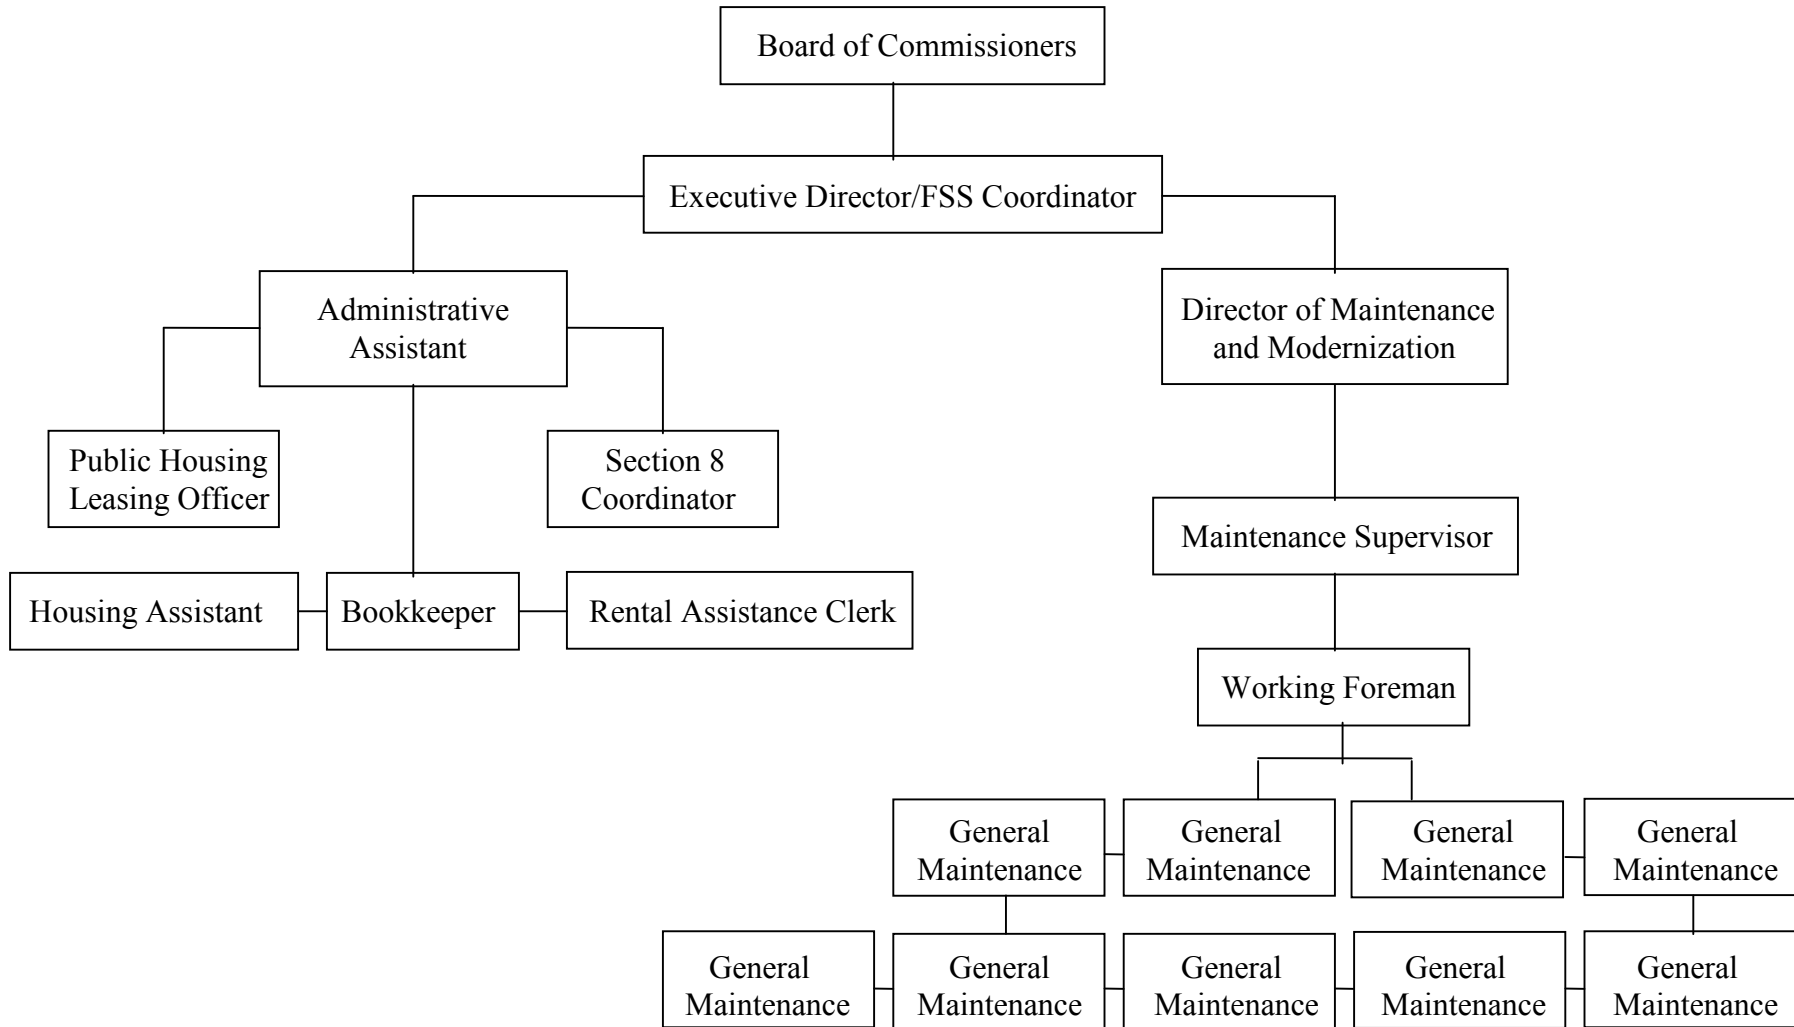 Board of Commissioners
Executive Director/FSS Coordinator
Administrative
Assistant
Director of Maintenance
and Modernization
Public Housing
Leasing Officer
Section 8
Coordinator
Maintenance Supervisor
Housing Assistant
Bookkeeper
Rental Assistance Clerk
Working Foreman
General
Maintenance
General
Maintenance
General
Maintenance
General
Maintenance
General
Maintenance
General
Maintenance
General
Maintenance
General
Maintenance
General
Maintenance